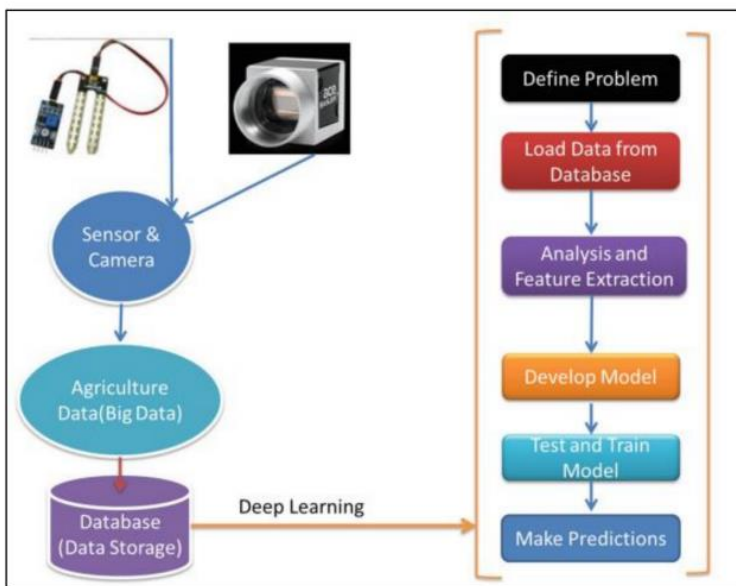 Sensor &
Camera
Agriculture
Data(Big Data)
Database
(Data Storage)
Deep Learning
Define Problem
Load Data from
Database
Analysis and
Feature Extraction
Develop Model
Test and Train
Model
Make Predictions